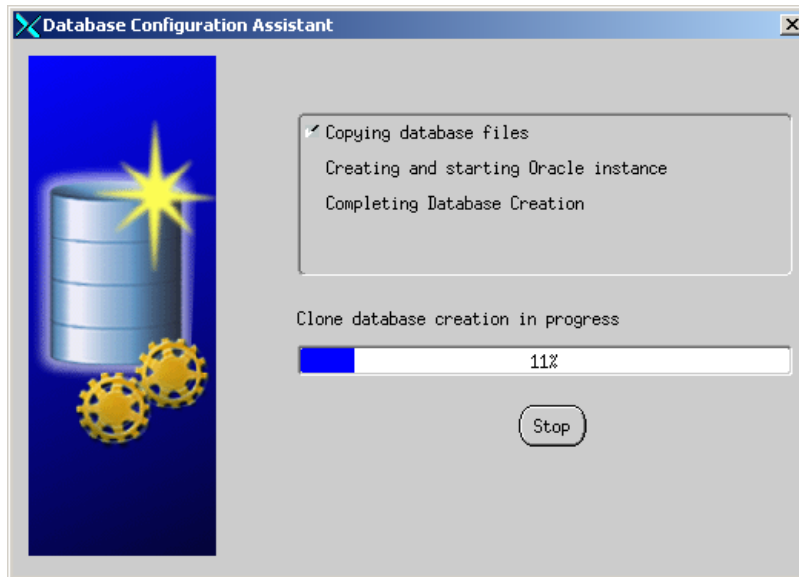 Database Configuration Assistant
Copying database files
Creating and starting Oracle instance
Completing Database Creation
Clone database creation in progress
11%
Stop